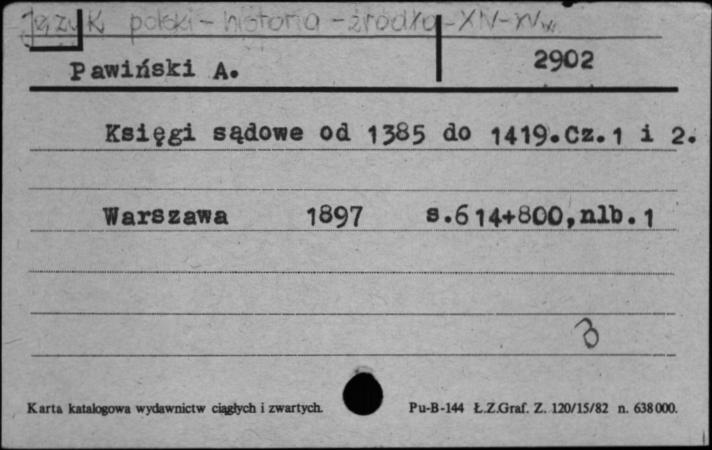 Język polski - historia - źródła - XIV-XV w.
Pawiński A. 2902
Księgi sądowe od 1385 do 1419.Cz.1 i 2.
Warszawa 1897 s.614+800,nlb.1
3
Karta katalogowa wydawnictw ciągłych i zwartych. Pu-B-144 Ł.Z.Graf. Z. 120/15/82 n. 638000.